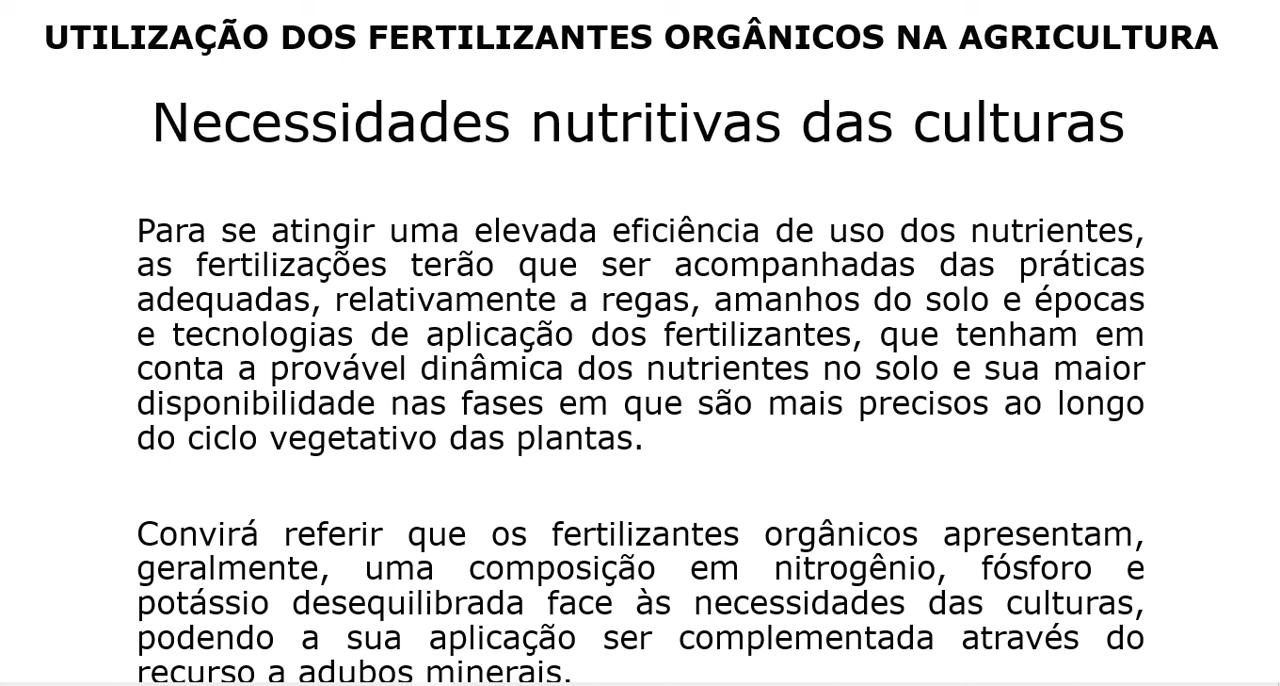 UTILIZAÇÃO DOS FERTILIZANTES ORGÂNICOS NA AGRICULTURA
Necessidades nutritivas das culturas
Para se atingir uma elevada eficiência de uso dos nutrientes,
as fertilizações terão que ser acompanhadas das práticas
adequadas, relativamente a regas, amanhos do solo e épocas
e tecnologias de aplicação dos fertilizantes, que tenham em
conta a provável dinâmica dos nutrientes no solo e sua maior
disponibilidade nas fases em que são mais precisos ao longo
do ciclo vegetativo das plantas.
Convirá referir que os fertilizantes orgânicos apresentam,
geralmente, uma composição em nitrogênio, fósforo e
potássio desequilibrada face às necessidades das culturas,
podendo a sua aplicação ser complementada através do
recurso a adubos minerais.